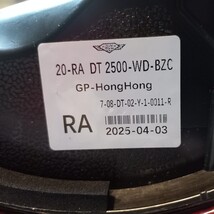 20-RA DT 2500-WD-BZC
GP-HongHong
7-08-DT-02-Y-1-0011-R
RA
2025-04-03